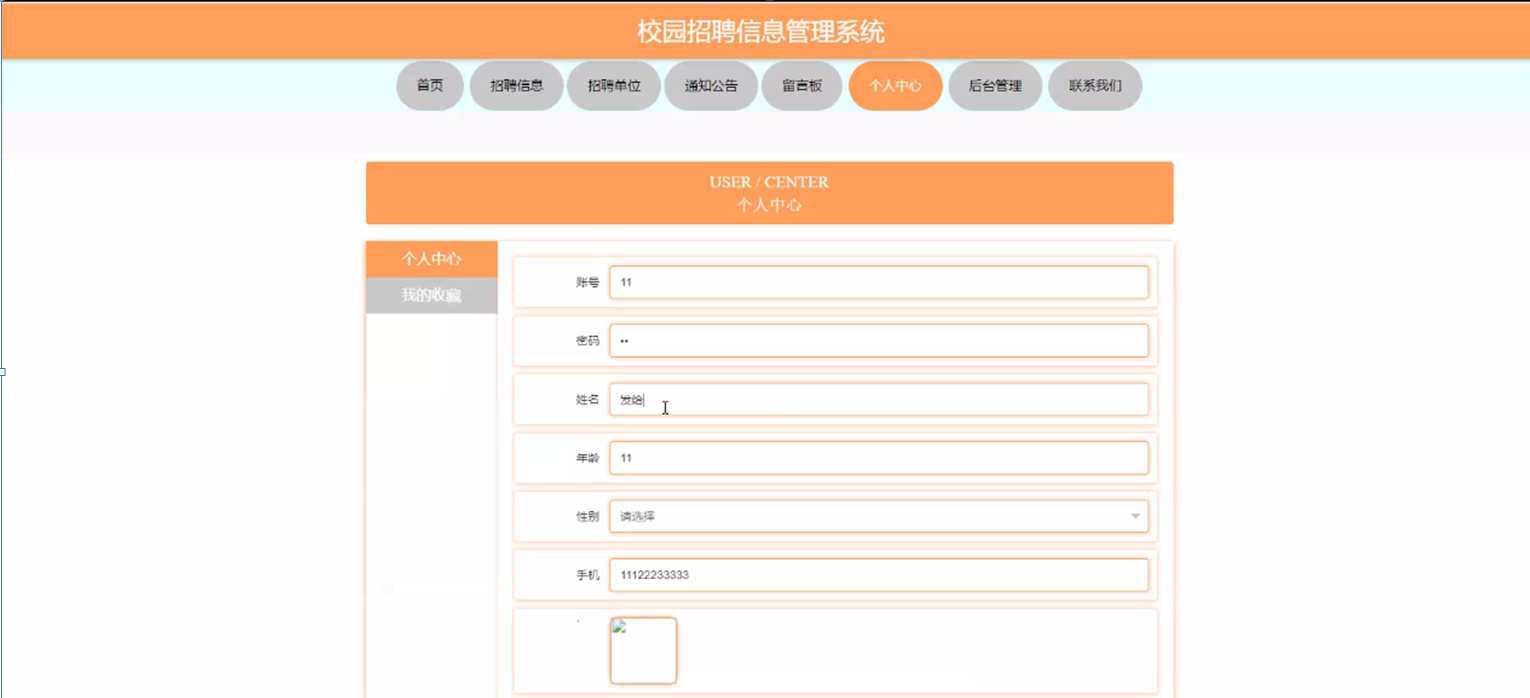 校园招聘信息管理系统
首页 招聘信息 招聘单位 通知公告 留言板 个人中心 后台管理 联系我们
USER / CENTER
个人中心
个人中心
我的收藏
账号 11
密码 ••
姓名 发给
年龄 11
性别 请选择
手机 11122233333